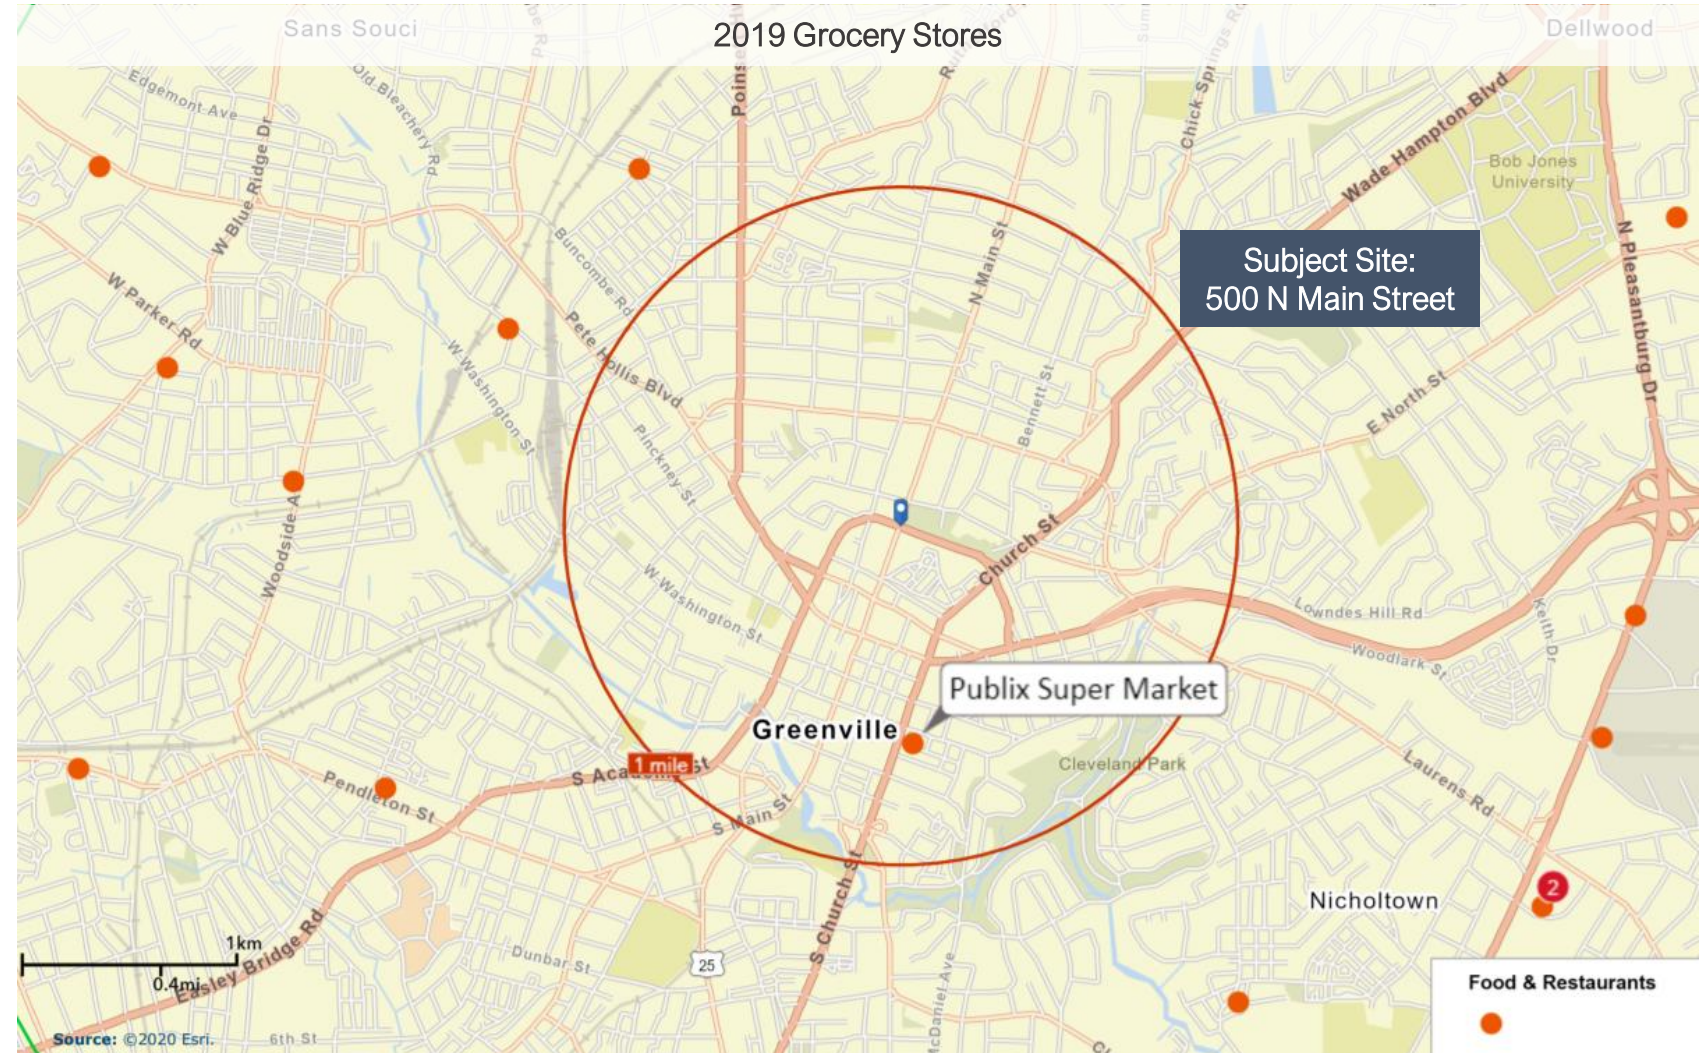 2019 Grocery Stores
Sans Souci
Dellwood
Edgemont Ave
Old Bleachery Rd
W Blue Ridge Dr
Chick Springs Rd
Wade Hampton Blvd
Bob Jones
University
Subject Site:
500 N Main Street
N Main St
Buncombe Rd
W Parker Rd
Pete Hollis Blvd
N Pleasantburg Dr
W Washington St
Bennett St
E North St
Pinckney St
Church St
Woodside A
W Washington St
Lowndes Hill Rd
Keith Dr
Woodlark St
Publix Super Market
Greenville
1 mile
Cleveland Park
Pendleton St
S Main St
Laurens Rd
2
Nicholtown
S Church St
1km
0.4mi
Easley Bridge Rd
Dunbar St
25
McDaniel Ave
Food & Restaurants
Source: ©2020 Esri.
6th St